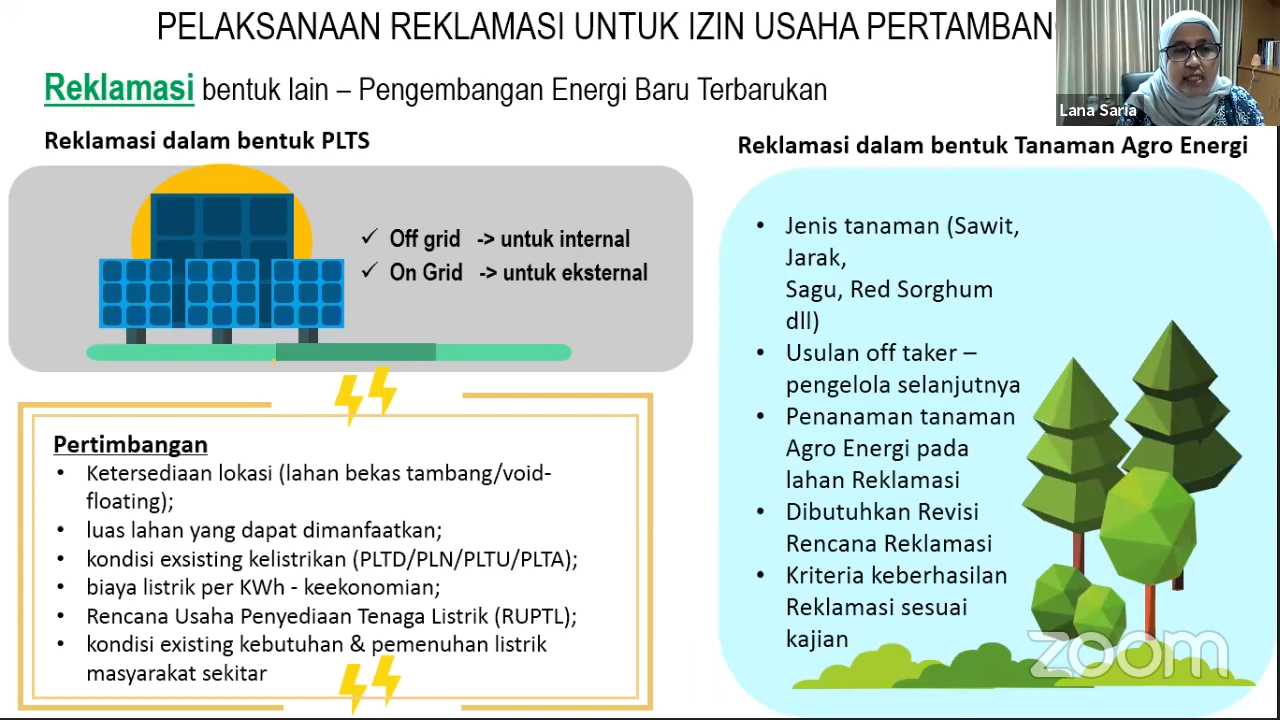 PELAKSANAAN REKLAMASI UNTUK IZIN USAHA PERTAMBANG
Lana Saria
Reklamasi bentuk lain – Pengembangan Energi Baru Terbarukan
Reklamasi dalam bentuk PLTS
✓ Off grid -> untuk internal
✓ On Grid -> untuk eksternal
Pertimbangan
• Ketersediaan lokasi (lahan bekas tambang/void-
floating);
• luas lahan yang dapat dimanfaatkan;
• kondisi exsisting kelistrikan (PLTD/PLN/PLTU/PLTA);
• biaya listrik per KWh - keekonomian;
• Rencana Usaha Penyediaan Tenaga Listrik (RUPTL);
• kondisi existing kebutuhan & pemenuhan listrik
masyarakat sekitar
Reklamasi dalam bentuk Tanaman Agro Energi
• Jenis tanaman (Sawit,
Jarak,
Sagu, Red Sorghum
dll)
• Usulan off taker –
pengelola selanjutnya
• Penanaman tanaman
Agro Energi pada
lahan Reklamasi
• Dibutuhkan Revisi
Rencana Reklamasi
• Kriteria keberhasilan
Reklamasi sesuai
kajian
zoom